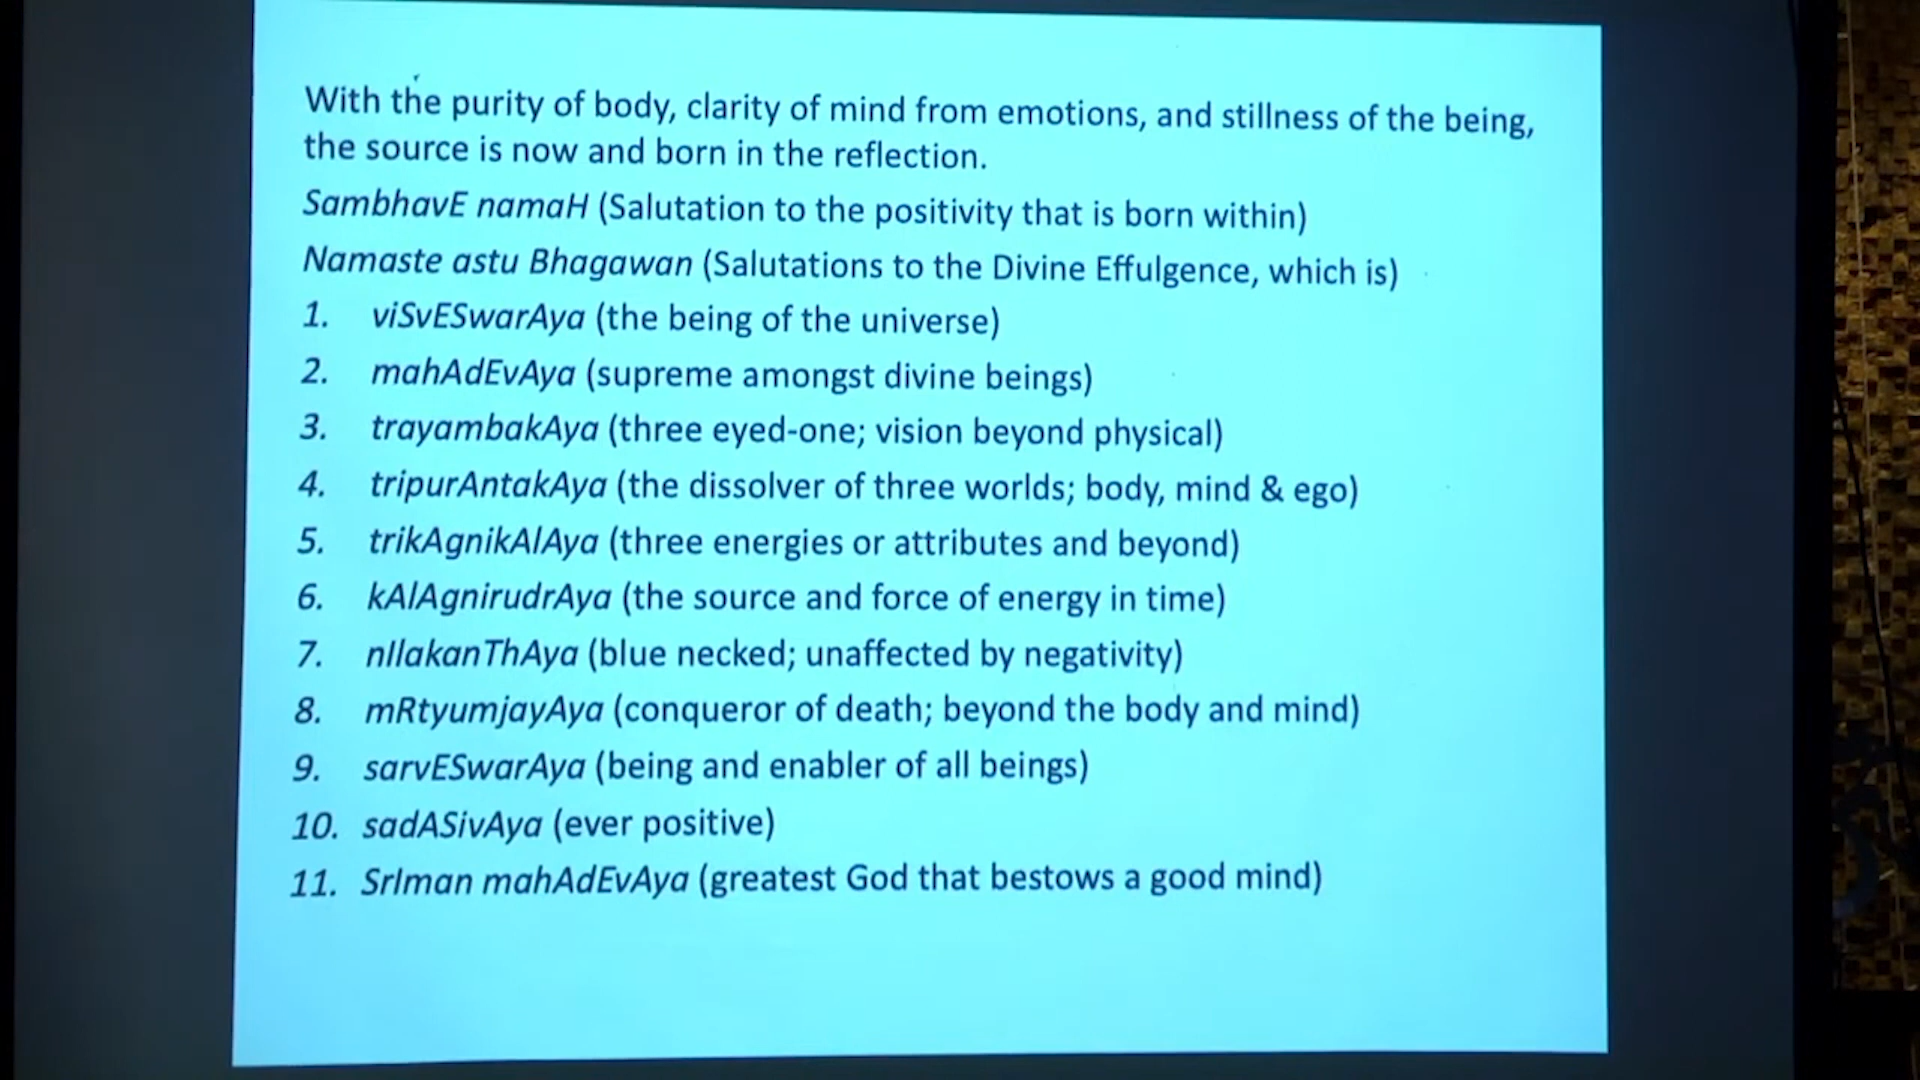 With the purity of body, clarity of mind from emotions, and stillness of the being,
the source is now and born in the reflection.
SambhavE namaH (Salutation to the positivity that is born within)
Namaste astu Bhagawan (Salutations to the Divine Effulgence, which is)
1. viSvESwarAya (the being of the universe)
2. mahAdEvAya (supreme amongst divine beings)
3. trayambakAya (three eyed-one; vision beyond physical)
4. tripurAntakAya (the dissolver of three worlds; body, mind & ego)
5. trikAgnikAlAya (three energies or attributes and beyond)
6. kAlAgnirudrAya (the source and force of energy in time)
7. nIlakanThAya (blue necked; unaffected by negativity)
8. mRtyumjayAya (conqueror of death; beyond the body and mind)
9. sarvESwarAya (being and enabler of all beings)
10. sadASivAya (ever positive)
11. SrIman mahAdEvAya (greatest God that bestows a good mind)